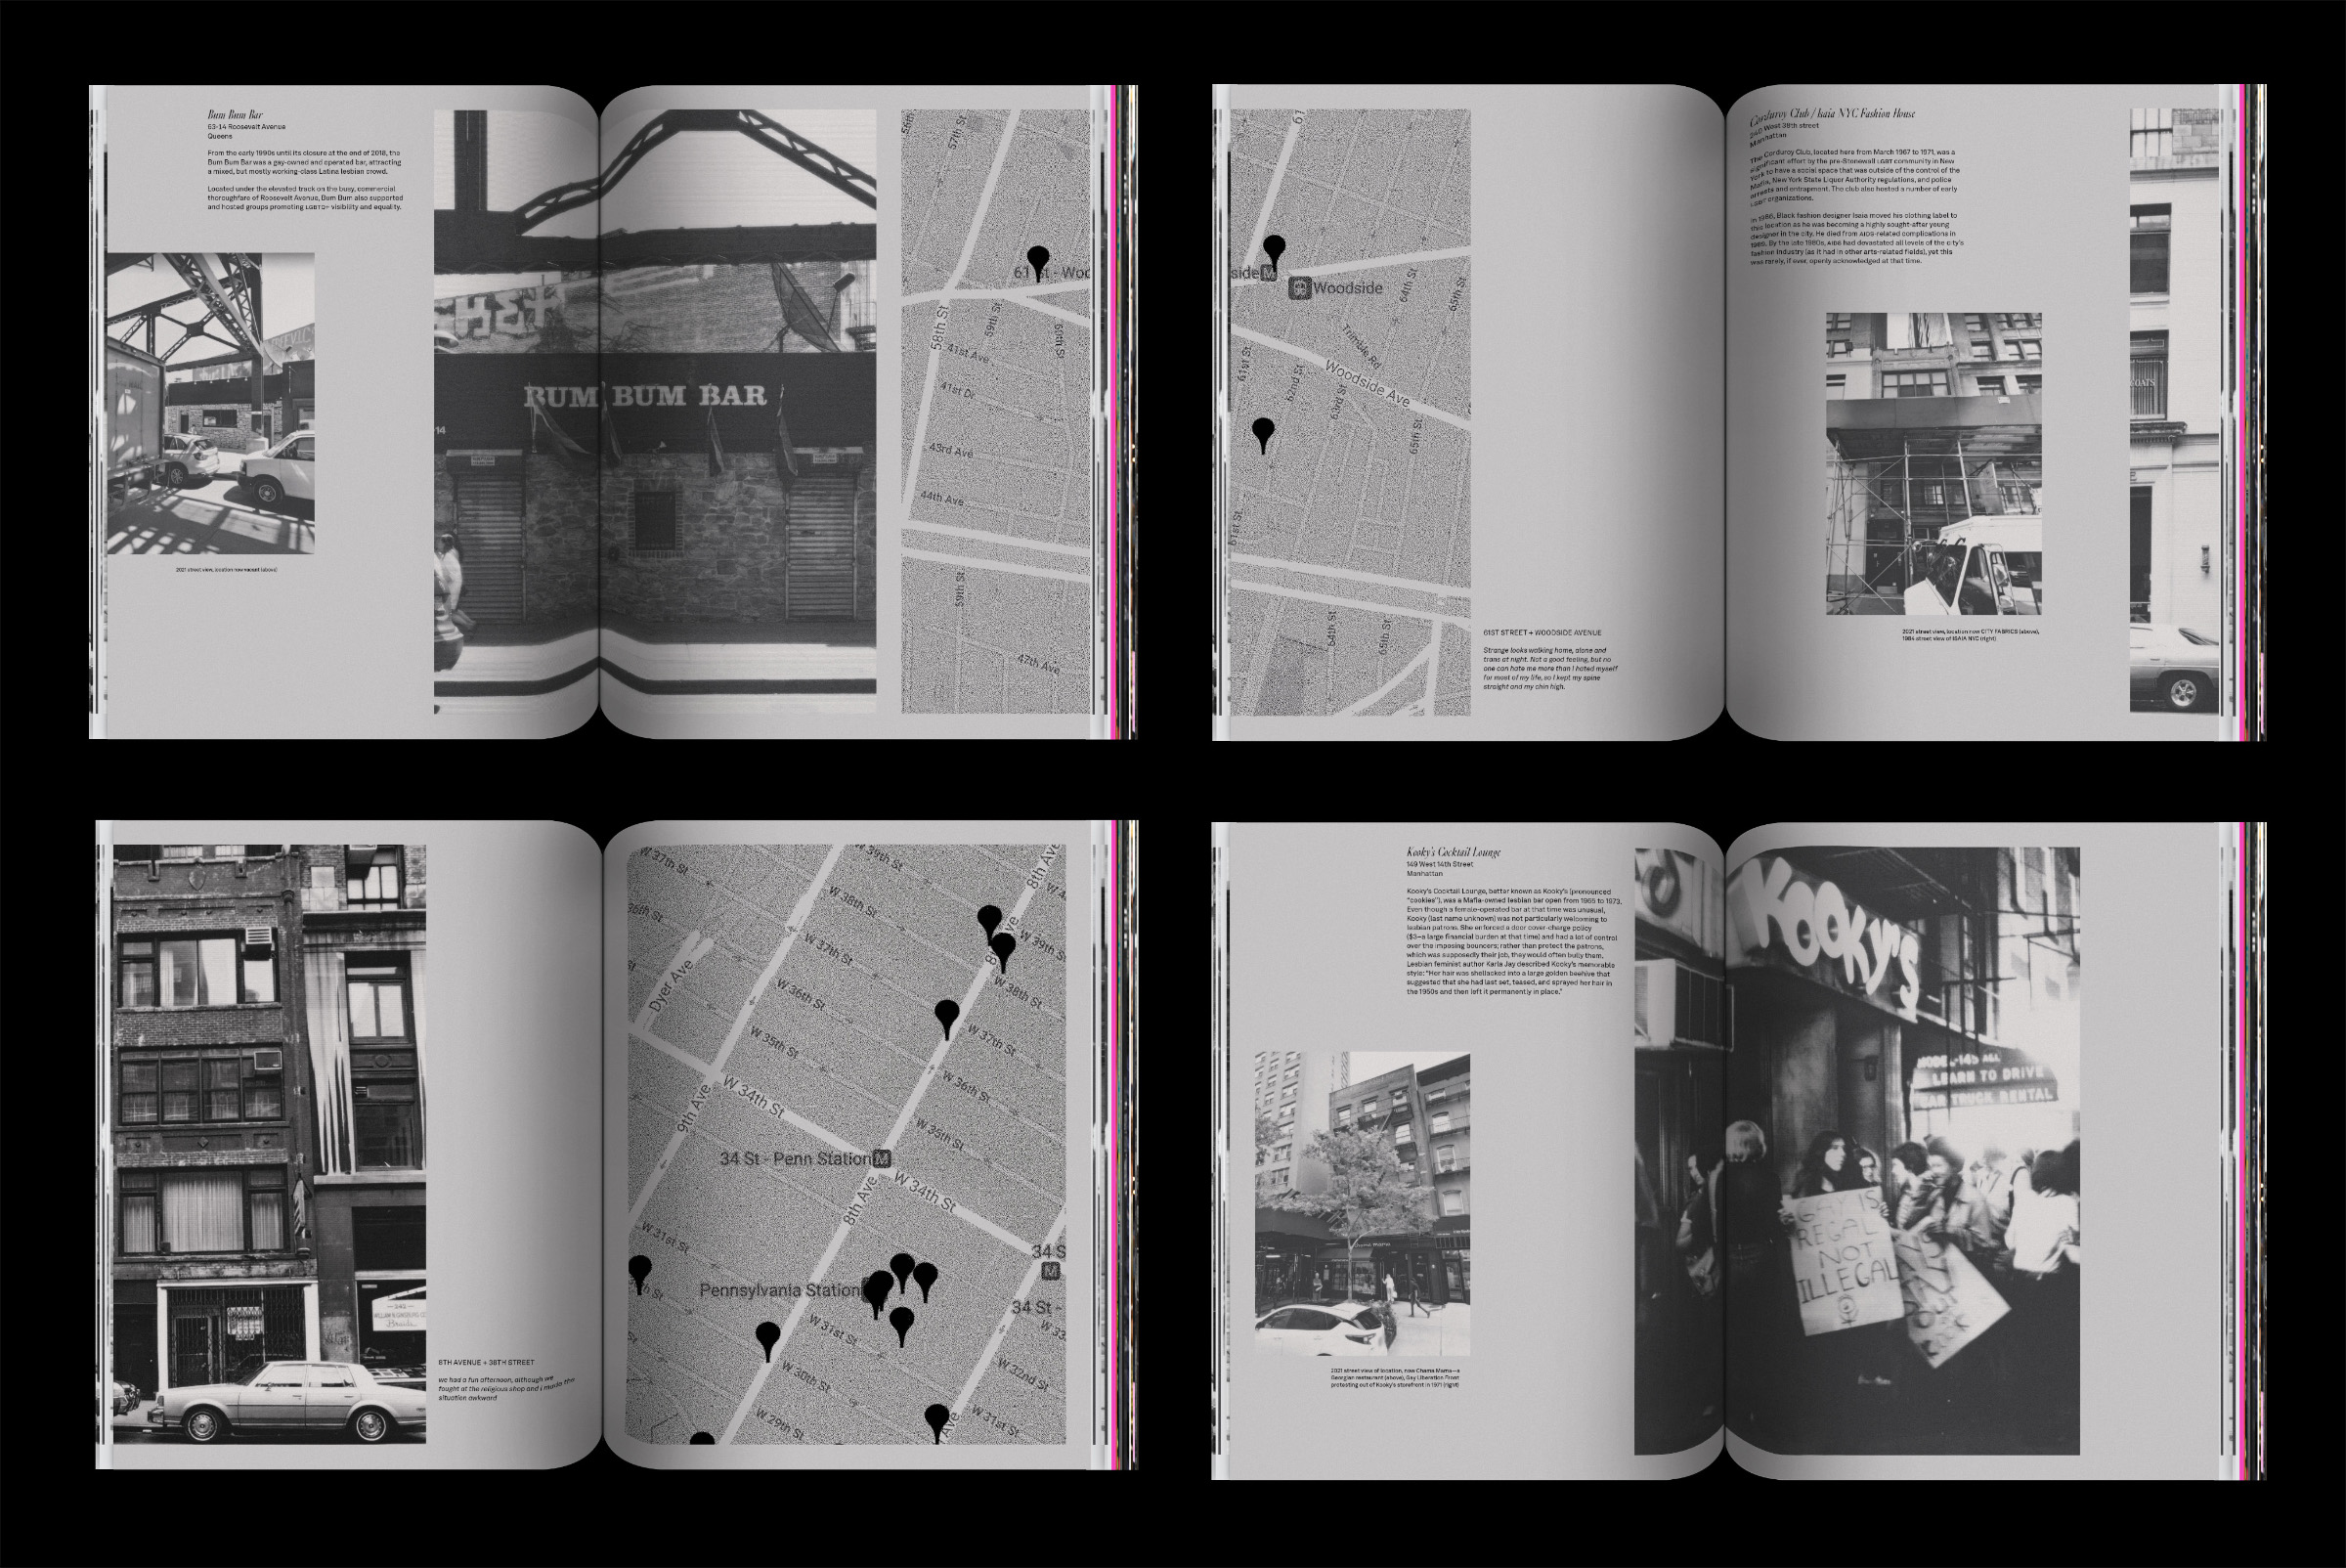 Bum Bum Bar
63-14 Roosevelt Avenue
Queens
From the early 1990s until its closure at the end of 2018, the
Bum Bum Bar was a gay-owned and operated bar, attracting
a mixed, but mostly working-class Latina lesbian crowd.
Located under the elevated track on the busy, commercial
thoroughfare of Roosevelt Avenue, Bum Bum also supported
and hosted groups promoting LGBTQ+ visibility and equality.
2021 street view, location now vacant (above)
BUM BUM BAR
14
56th
57th St
61 st - Woo
58th St
59th St
60th St
41st Ave
41st Dr
43rd Ave
44th Ave
59th St
47th Ave
61
side M
Woodside
64th St
65th St
Trimble Rd
61st St
62nd St
63rd St
Woodside Ave
65th St
61st St
64th St
65th St
61ST STREET + WOODSIDE AVENUE
Strange looks walking home, alone and
trans at night. Not a good feeling, but no
one can hate me more than I hated myself
for most of my life, so I kept my spine
straight and my chin high.
Corduroy Club / Isaia NYC Fashion House
240 West 38th street
Manhattan
The Corduroy Club, located here from March 1967 to 1971, was a
significant effort by the pre-Stonewall LGBT community in New
York to have a social space that was outside of the control of the
Mafia, New York State Liquor Authority regulations, and police
arrests and entrapment. The club also hosted a number of early
LGBT organizations.
In 1986, Black fashion designer Isaia moved his clothing label to
this location as he was becoming a highly sought-after young
designer in the city. He died from AIDS-related complications in
1989. By the late 1980s, AIDS had devastated all levels of the city's
fashion industry (as it had in other arts-related fields), yet this
was rarely, if ever, openly acknowledged at that time.
COATS
2021 street view, location now CITY FABRICS (above),
1984 street view of ISAIA NYC (right)
8TH AVENUE + 38TH STREET
we had a fun afternoon, although we
fought at the religious shop and i made the
situation awkward
W 37th St
W 39th St
8th Ave
W 38th St
W 39th St
W 37th St
W 38th St
Dyer Ave
W 36th St
W 37th St
W 35th St
W 36th St
W 34th St
9th Ave
W 35th St
34 St - Penn Station M
W 34th St
8th Ave
W 31st St
34 S
M
Pennsylvania Station
34 St -
W 31st St
W 33
W 30th St
W 32nd St
W 29th St
W 31st St
Kooky's Cocktail Lounge
149 West 14th Street
Manhattan
Kooky's Cocktail Lounge, better known as Kooky's (pronounced
"cookies"), was a Mafia-owned lesbian bar open from 1965 to 1973.
Even though a female-operated bar at that time was unusual,
Kooky (last name unknown) was not particularly welcoming to
lesbian patrons. She enforced a door cover-charge policy
($3—a large financial burden at that time) and had a lot of control
over the imposing bouncers; rather than protect the patrons,
which was supposedly their job, they would often bully them.
Lesbian feminist author Karla Jay described Kooky's memorable
style: "Her hair was shellacked into a large golden beehive that
suggested that she had last set, teased, and sprayed her hair in
the 1950s and then left it permanently in place."
2021 street view of location, now Chama Mama—a
Georgian restaurant (above), Gay Liberation Front
protesting out of Kooky's storefront in 1971 (right)
KOOKY'S
LEARN TO DRIVE
TRUCK RENTAL
GAY IS
REGAL
NOT
ILLEGAL